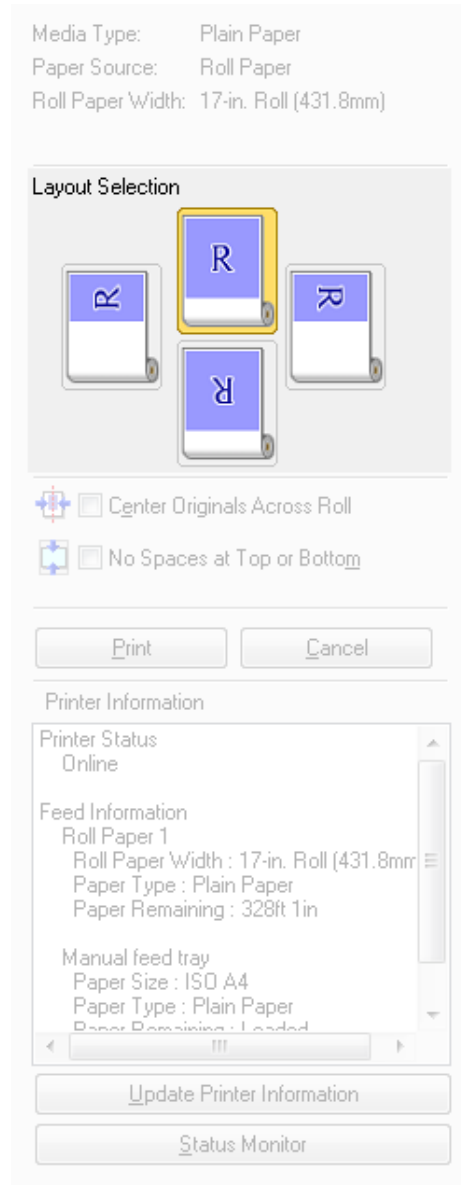 Media Type: Plain Paper
Paper Source: Roll Paper
Roll Paper Width: 17-in. Roll (431.8mm)
Layout Selection
R
R
R
R
Center Originals Across Roll
No Spaces at Top or Bottom
Print Cancel
Printer Information
Printer Status
Online
Feed Information
Roll Paper 1
Roll Paper Width : 17-in. Roll (431.8mm
Paper Type : Plain Paper
Paper Remaining : 328ft 1in
Manual feed tray
Paper Size : ISO A4
Paper Type : Plain Paper
Paper Remaining : Loaded
Update Printer Information
Status Monitor